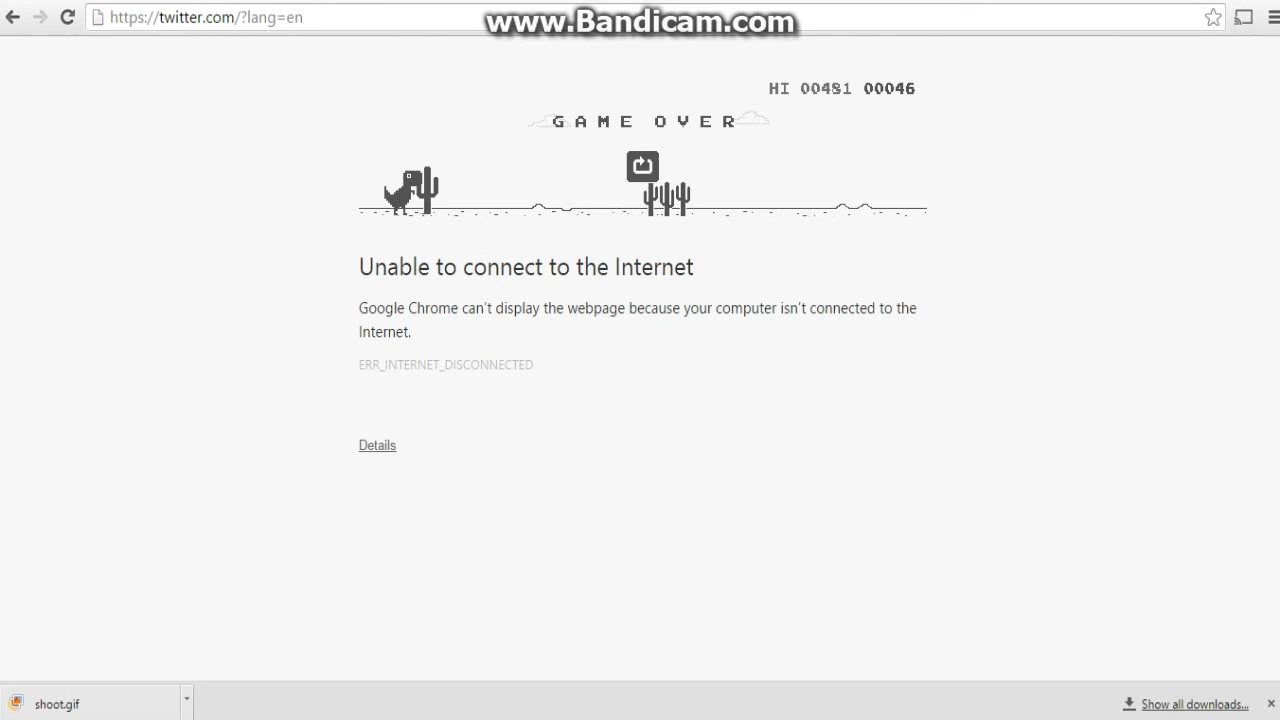 https://twitter.com/?lang=en
www.Bandicam.com
HI 00481 00046
GAME OVER
Unable to connect to the Internet
Google Chrome can't display the webpage because your computer isn't connected to the
Internet.
ERR_INTERNET_DISCONNECTED
Details
shoot.gif
Show all downloads...